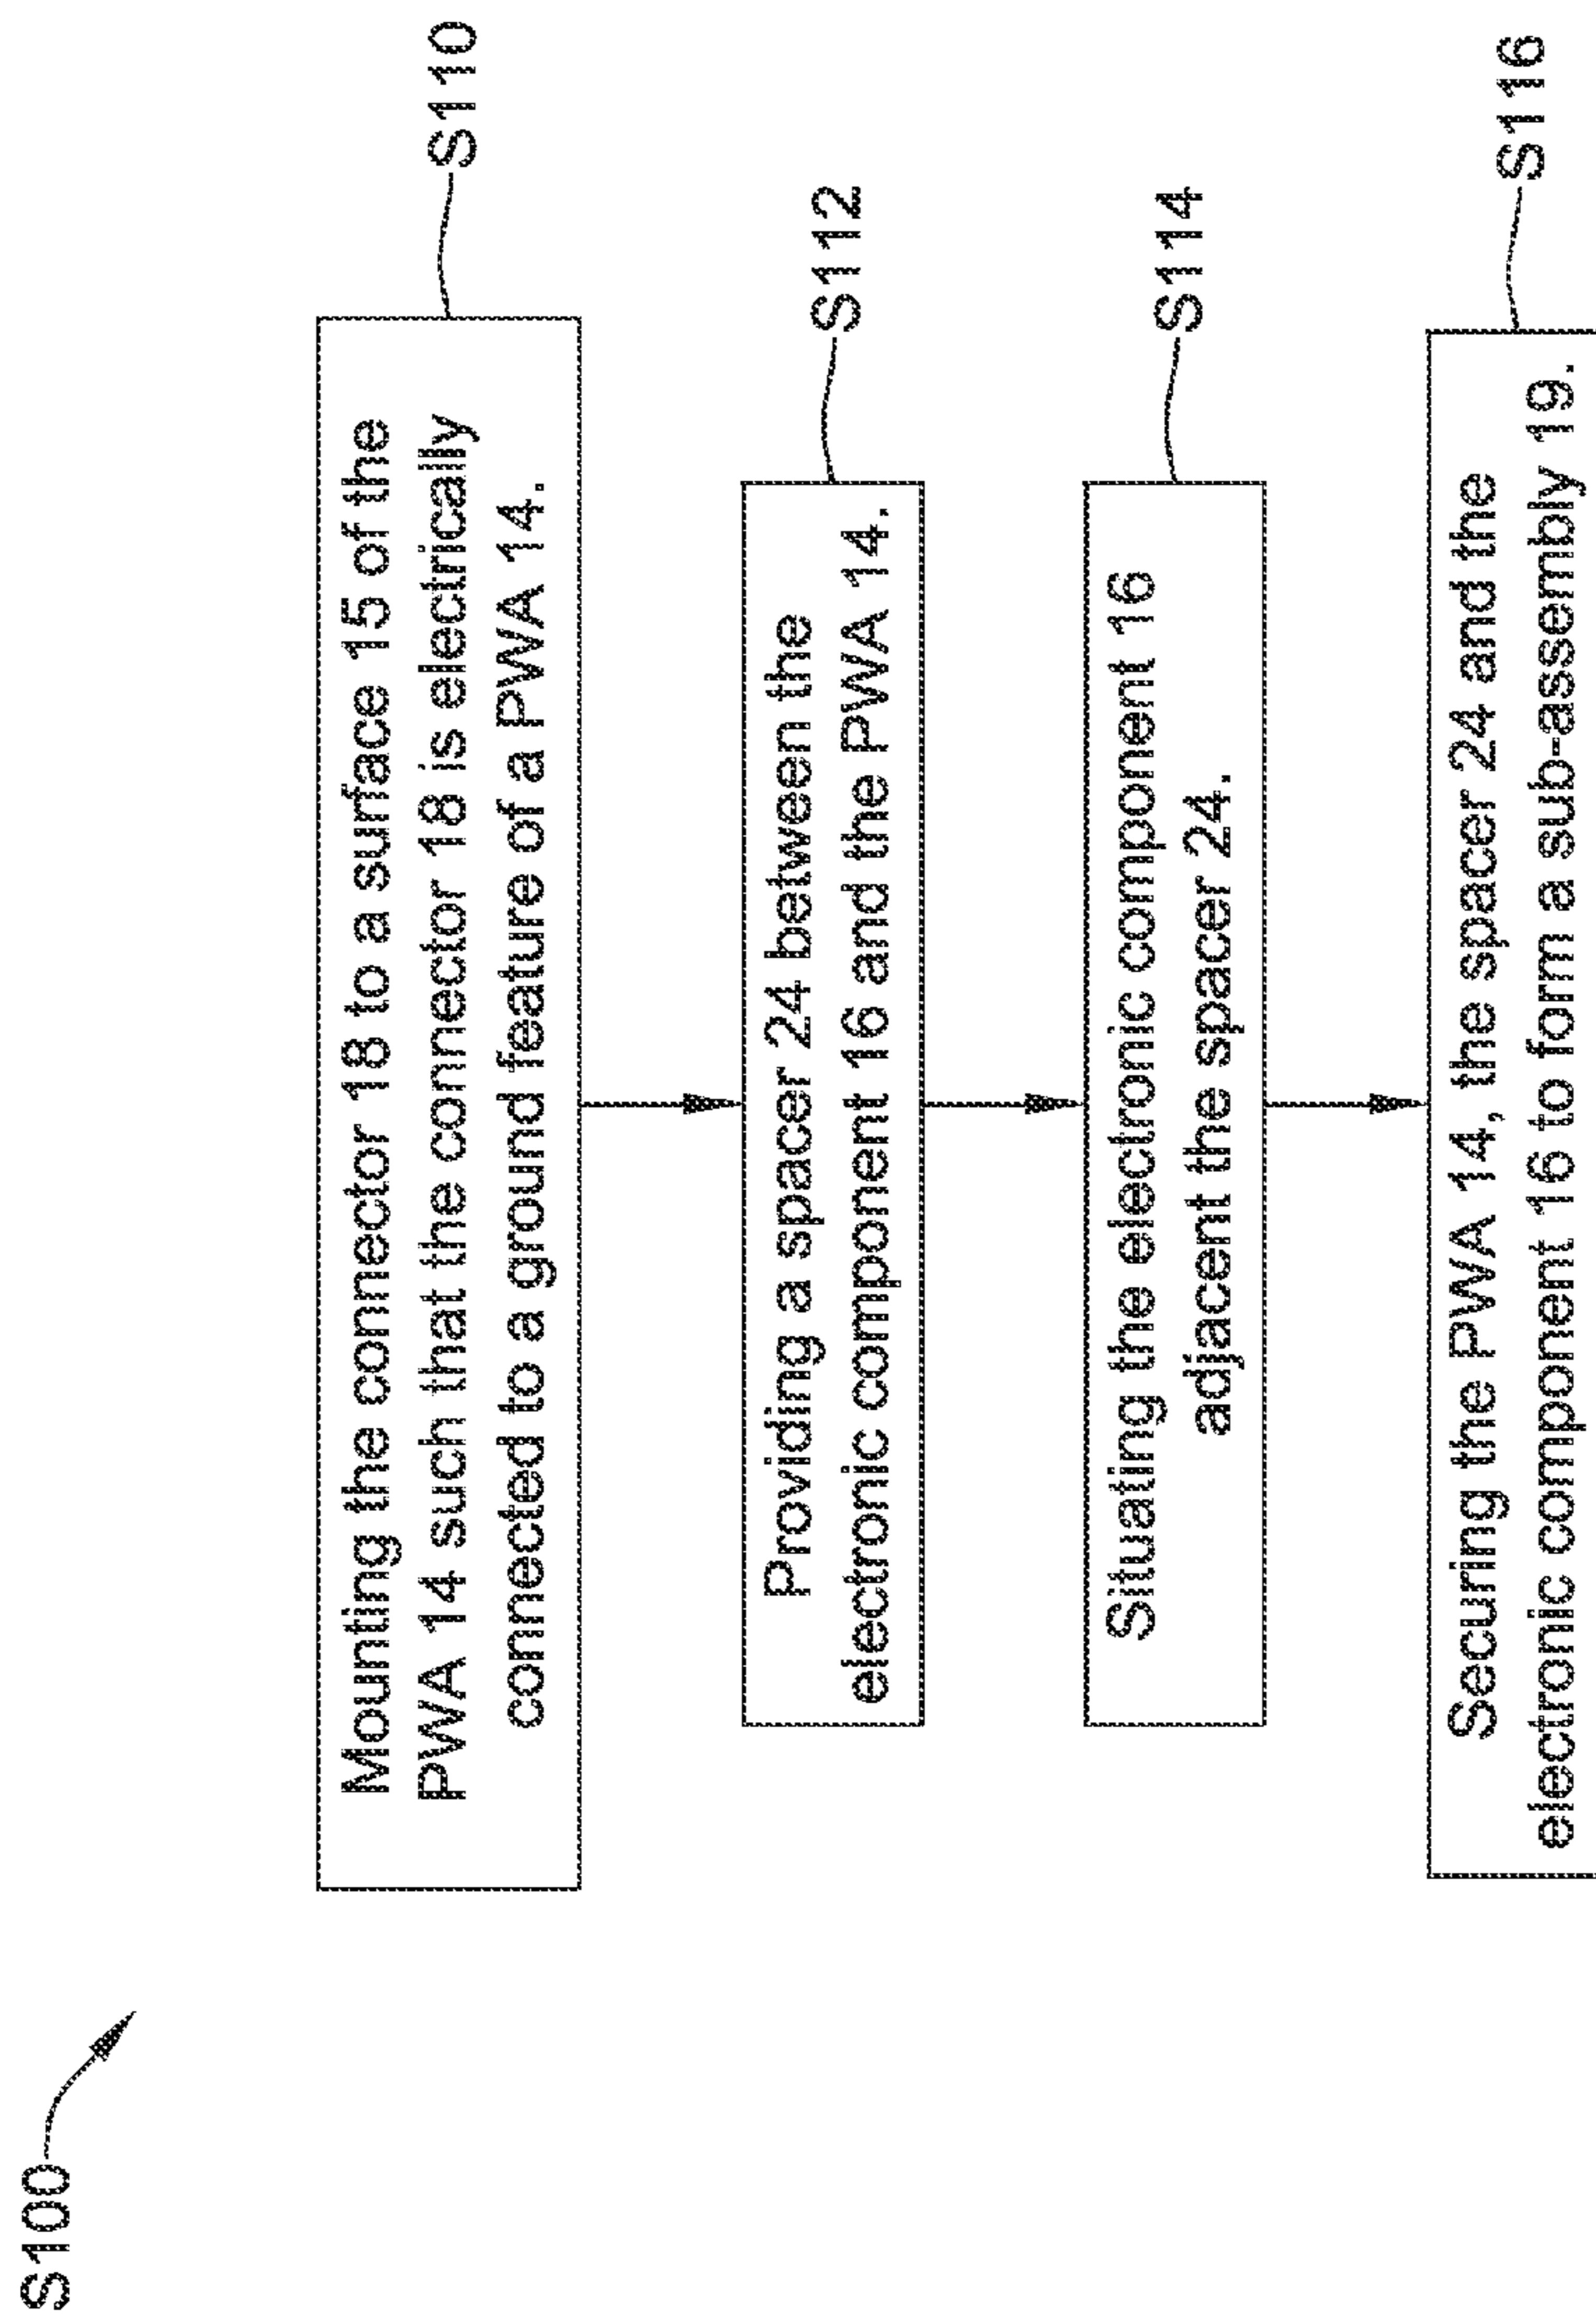 S100
Mounting the connector 18 to a surface 15 of the
PWA 14 such that the connector 18 is electrically
connected to a ground feature of a PWA 14.
S110
Providing a spacer 24 between the
electronic component 16 and the PWA 14.
S112
Situating the electronic component 16
adjacent the spacer 24.
S114
Securing the PWA 14, the spacer 24 and the
electronic component 16 to form a sub-assembly 19.
S116